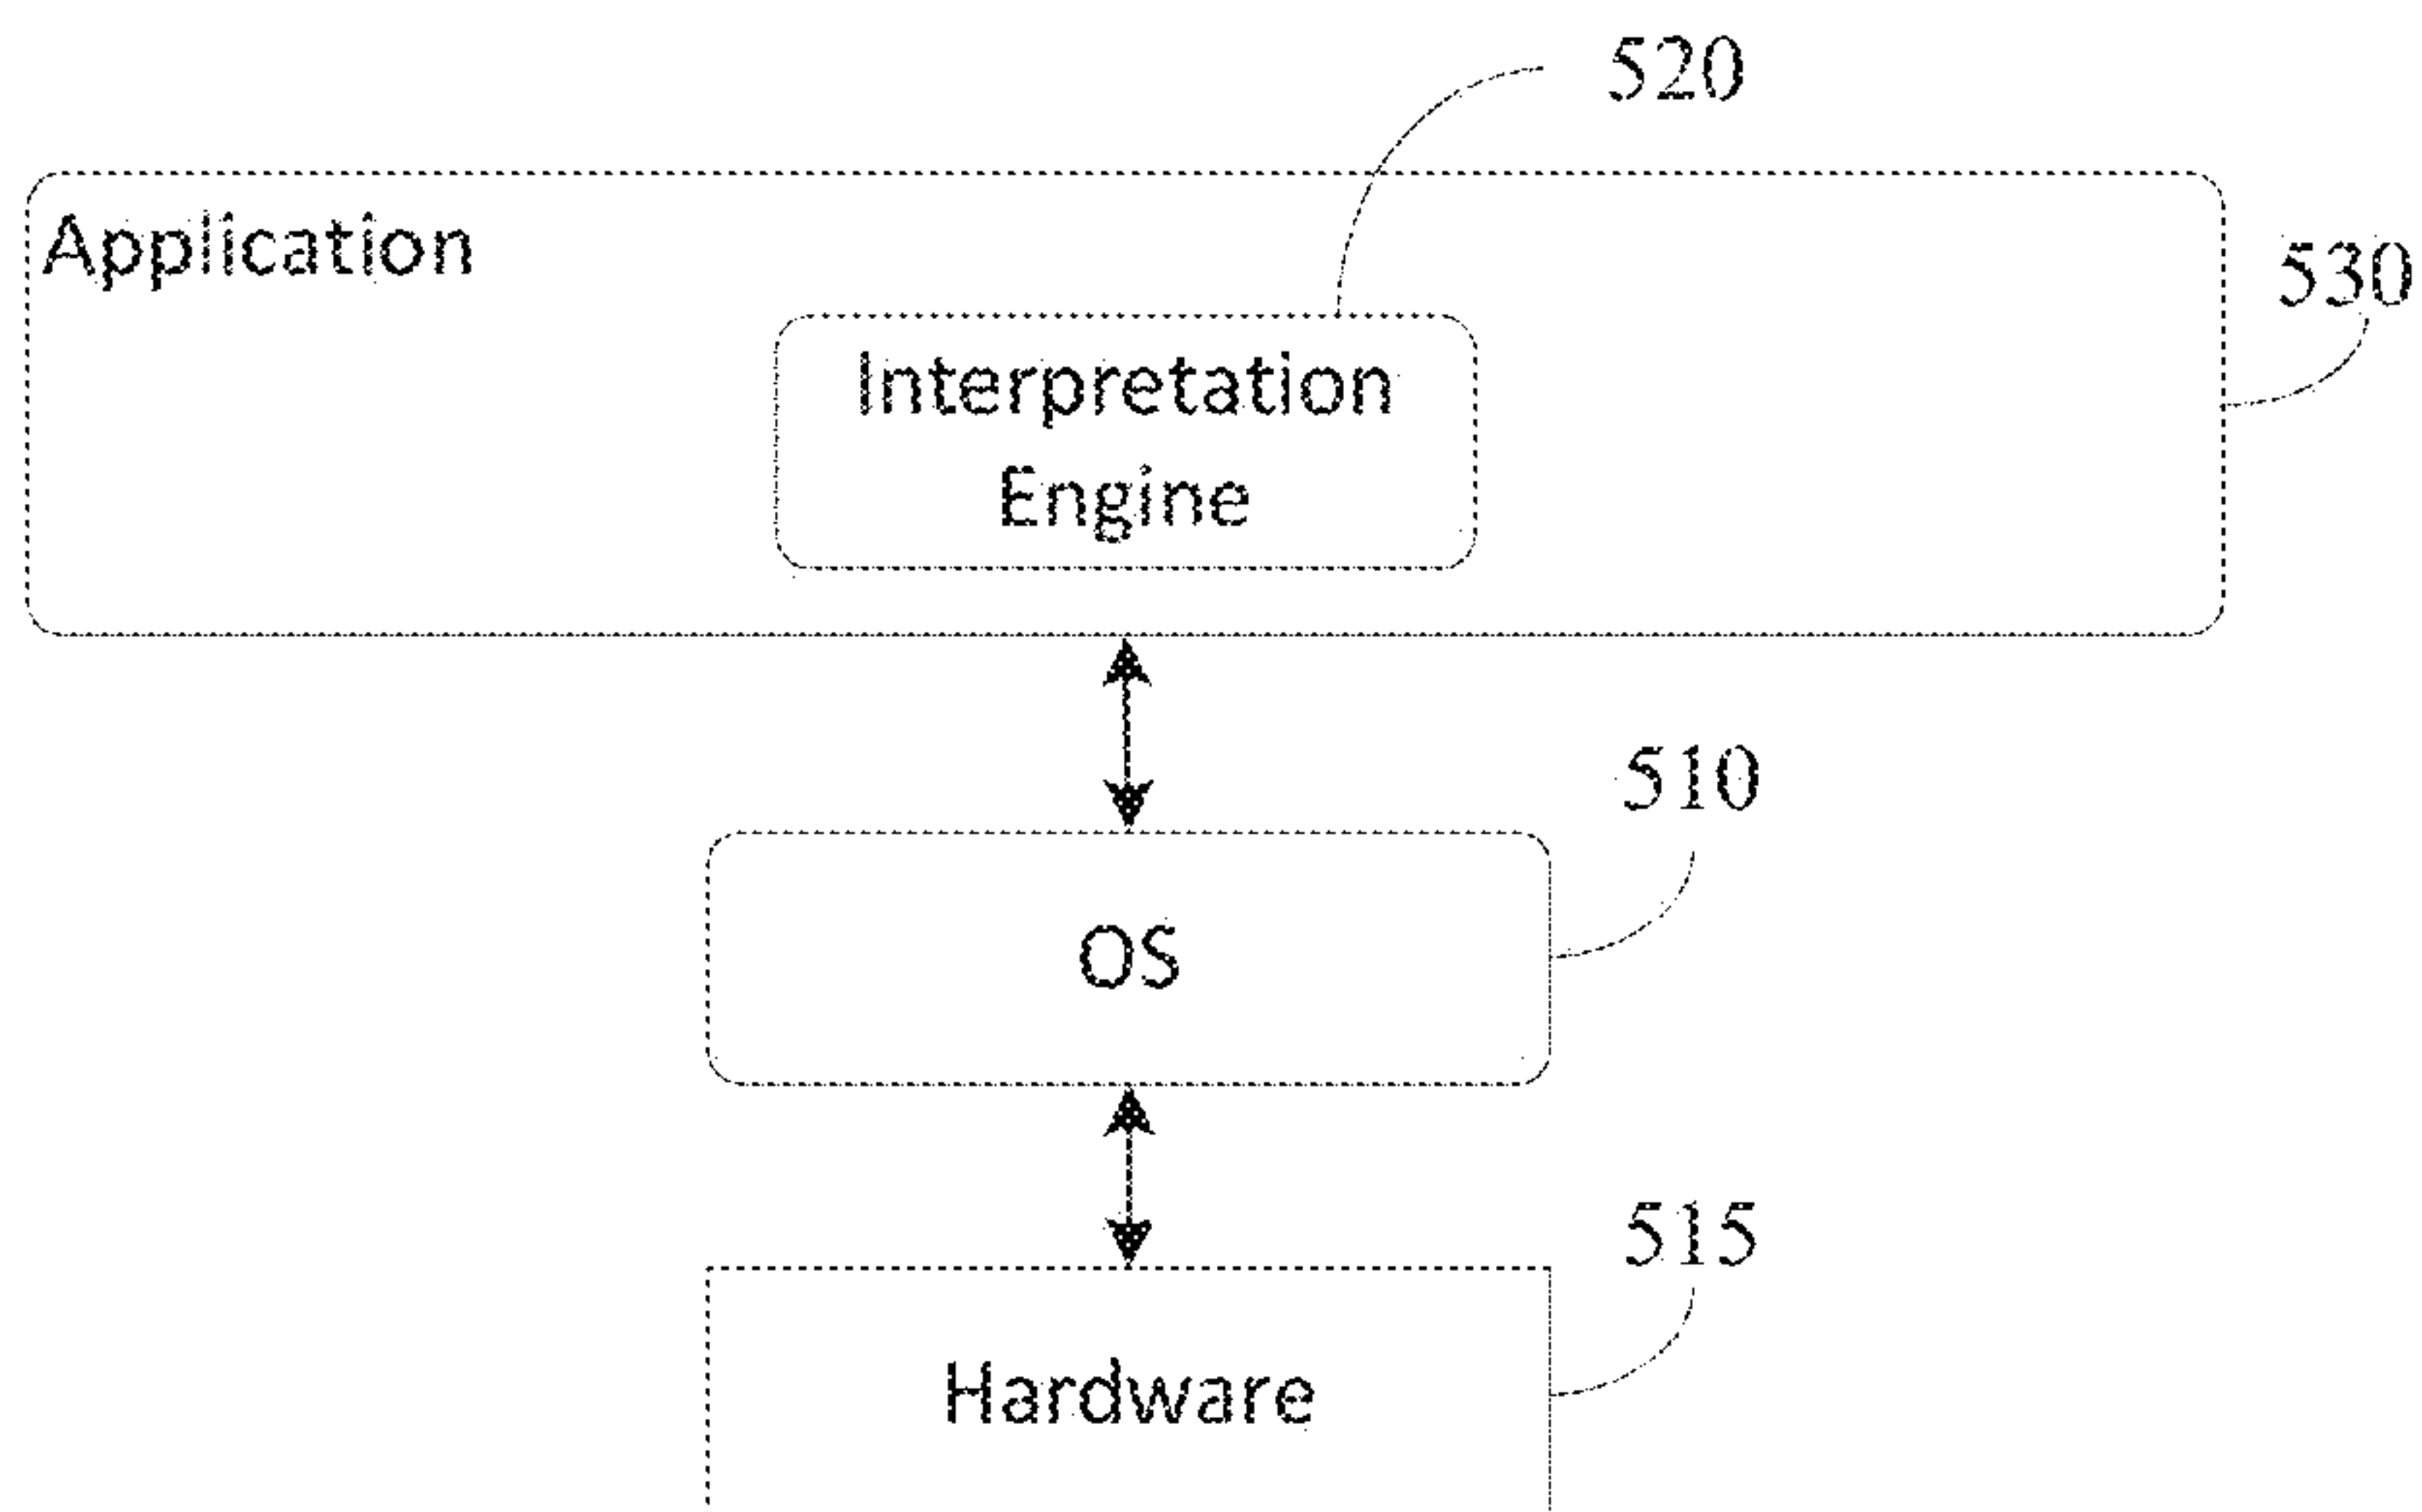 520
Application
530
Interpretation
Engine
510
OS
515
Hardware